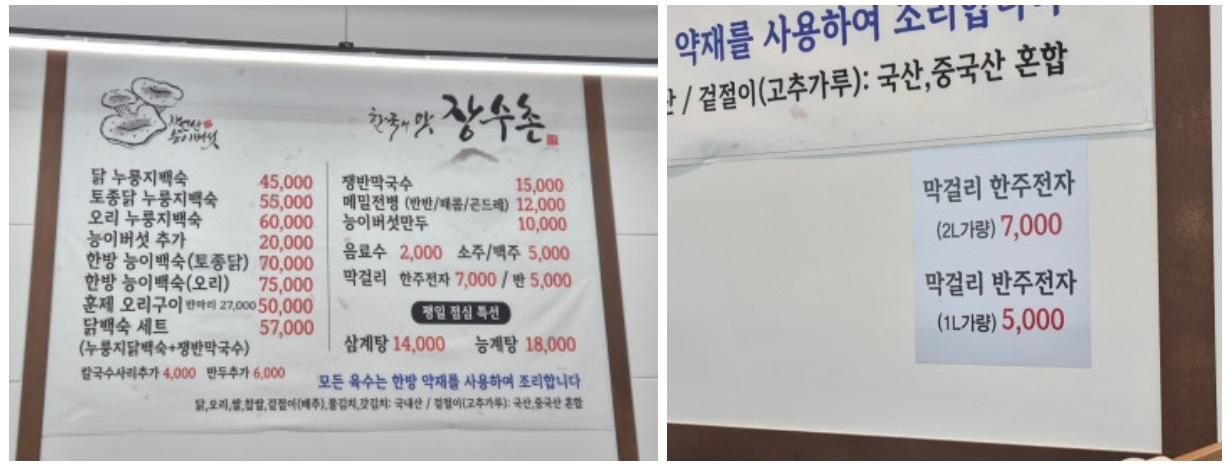 자연산
능이버섯
한국의 맛 장수촌
닭 누룽지백숙 45,000
토종닭 누룽지백숙 55,000
오리 누룽지백숙 60,000
능이버섯 추가 20,000
한방 능이백숙(토종닭) 70,000
한방 능이백숙(오리) 75,000
훈제 오리구이 반마리 27,000 50,000
닭백숙 세트 57,000
(누룽지닭백숙+쟁반막국수)
칼국수사리추가 4,000 만두추가 6,000
쟁반막국수 15,000
메밀전병 (반반/매콤/곤드레) 12,000
능이버섯만두 10,000
음료수 2,000 소주/맥주 5,000
막걸리 한주전자 7,000 / 반 5,000
평일 점심 특선
삼계탕 14,000 능계탕 18,000
모든 육수는 한방 약재를 사용하여 조리합니다
닭,오리,쌀,찹쌀,겉절이(배추),물김치,갓김치: 국내산 / 겉절이(고추가루): 국산,중국산 혼합
약재를 사용하여 조리합니다
산 / 겉절이(고추가루): 국산,중국산 혼합
막걸리 한주전자
(2L가량) 7,000
막걸리 반주전자
(1L가량) 5,000